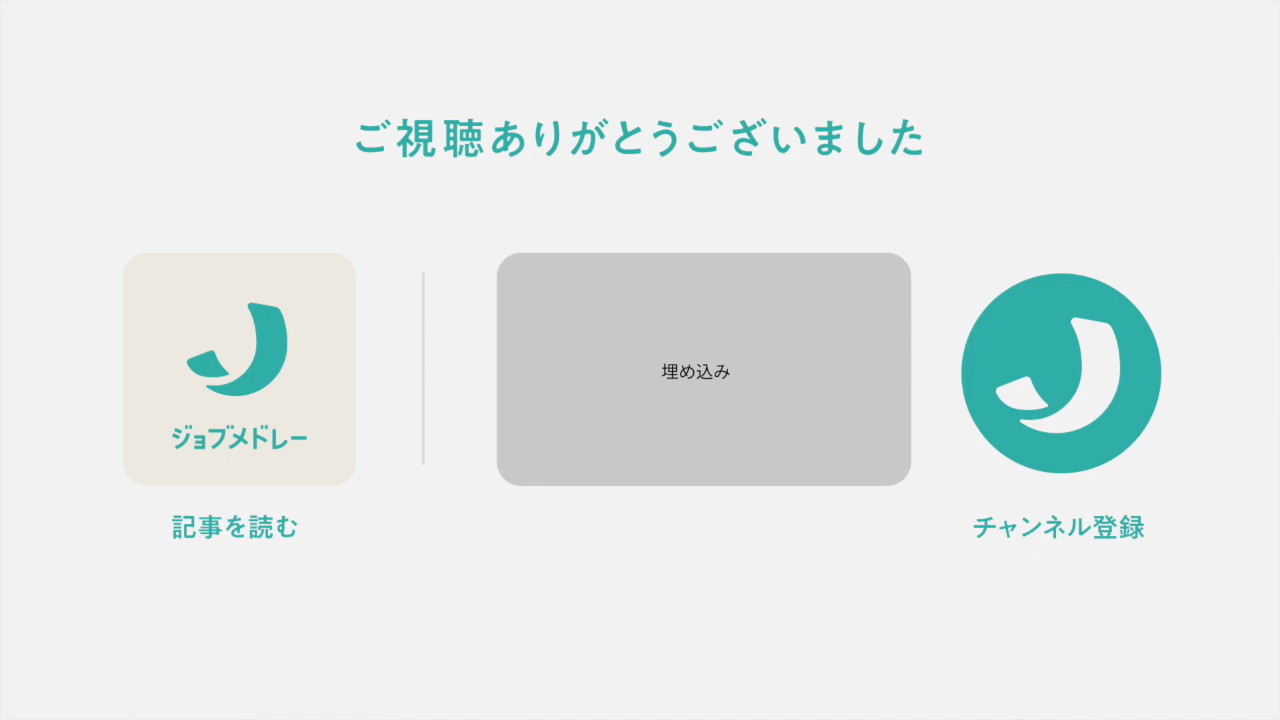 ご視聴ありがとうございました
ジョブメドレー
記事を読む
埋め込み
チャンネル登録